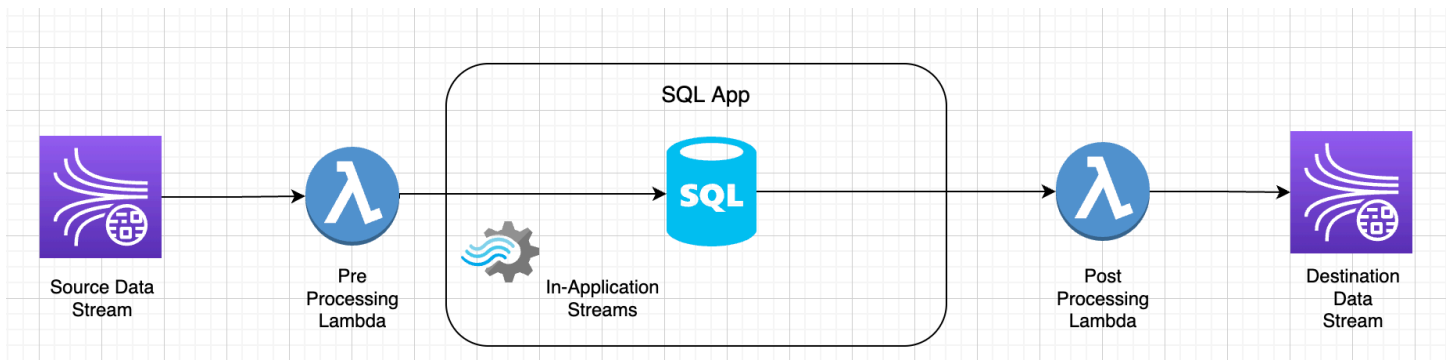 SQL App
SQL
Source Data
Stream
Pre
Processing
Lambda
In-Application
Streams
Post
Processing
Lambda
Destination
Data
Stream